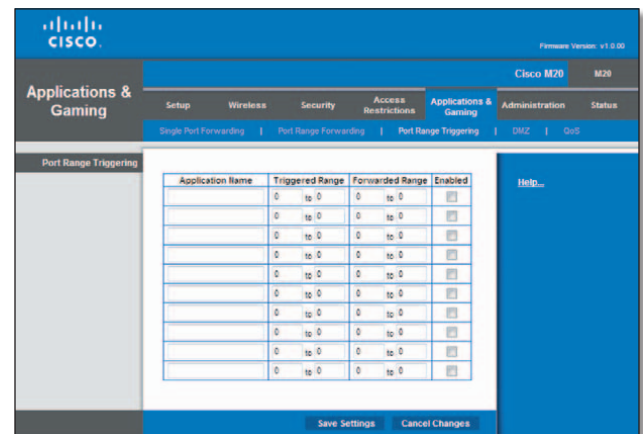 CISCO.
Firmware Version: v1.0.00
Cisco M20 M20
Applications & Gaming
Setup Wireless Security Access Restrictions Applications & Gaming Administration Status
Single Port Forwarding | Port Range Forwarding | Port Range Triggering | DMZ | QoS
Port Range Triggering
Application Name Triggered Range Forwarded Range Enabled
0 to 0 0 to 0
0 to 0 0 to 0
0 to 0 0 to 0
0 to 0 0 to 0
0 to 0 0 to 0
0 to 0 0 to 0
0 to 0 0 to 0
0 to 0 0 to 0
0 to 0 0 to 0
0 to 0 0 to 0
Help...
Save Settings Cancel Changes